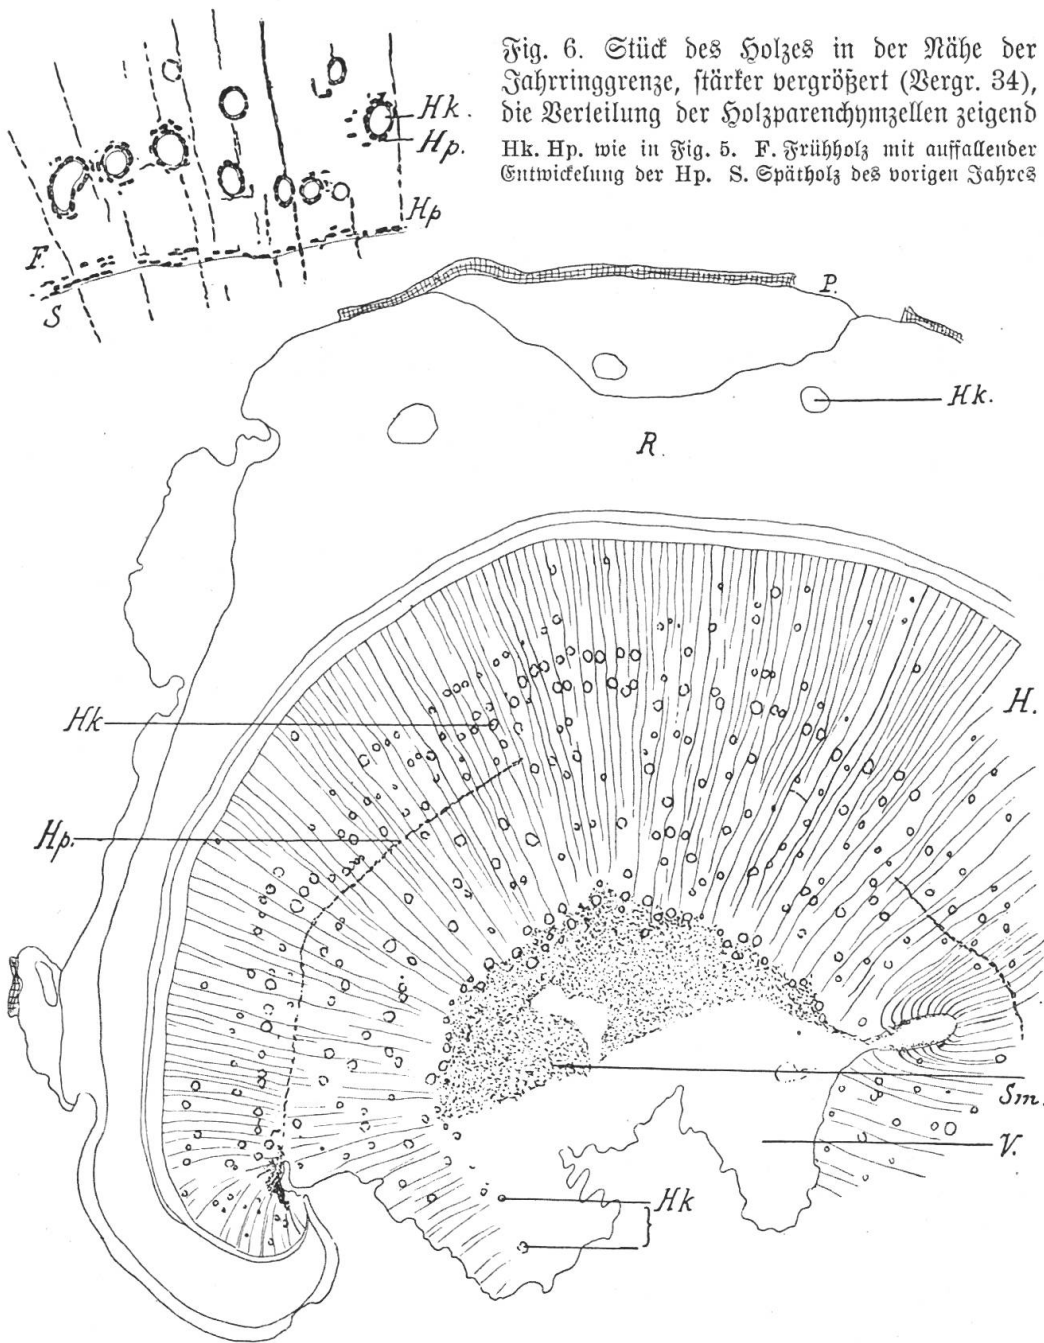 Fig. 6. Stück des Holzes in der Nähe der
Jahrringgrenze, stärker vergrößert (Vergr. 34),
die Verteilung der Holzparenchymzellen zeigend
Hk. Hp. wie in Fig. 5. F. Frühholz mit auffallender
Entwickelung der Hp. S. Spätholz des vorigen Jahres
Hk.
Hp.
Hp
F.
S
P.
Hk.
R.
Hk
H.
Hp.
Sm.
V.
Hk